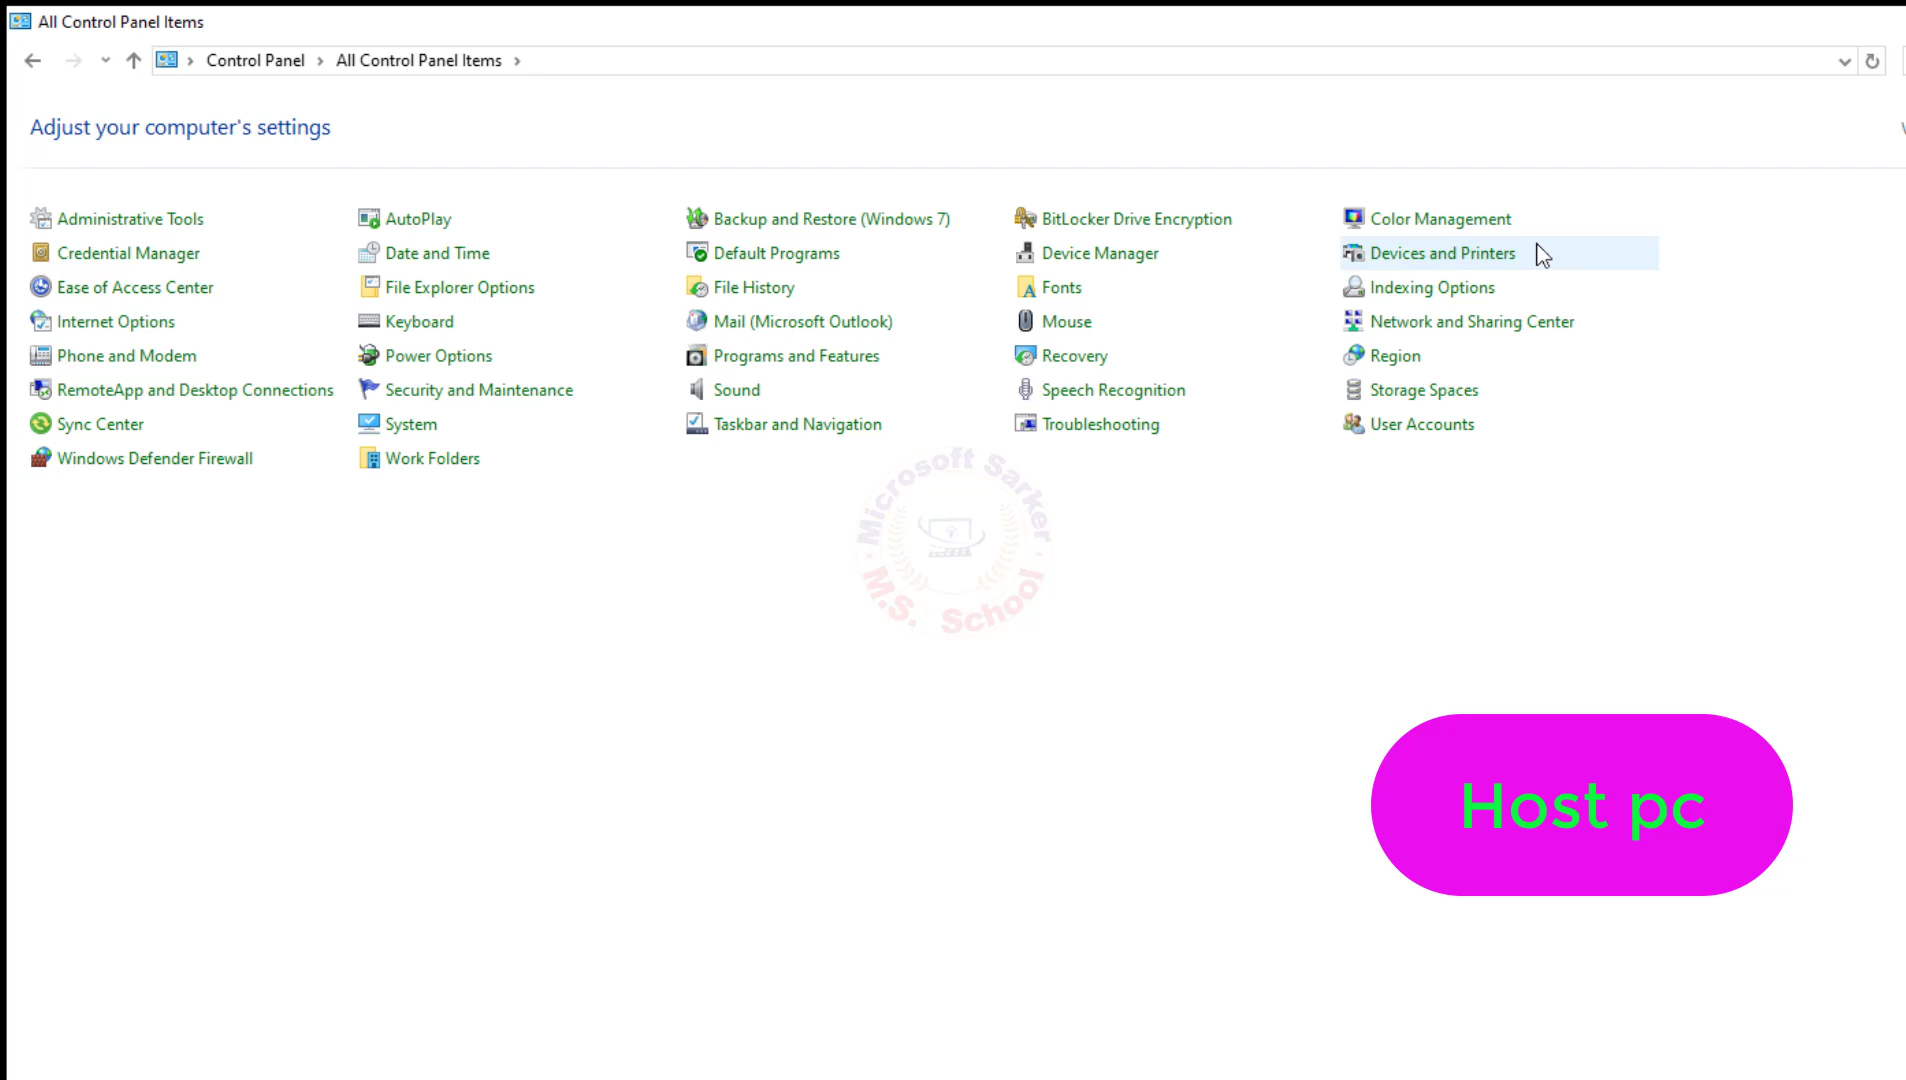 All Control Panel Items
Control Panel All Control Panel Items
Adjust your computer's settings
Administrative Tools AutoPlay Backup and Restore (Windows 7) BitLocker Drive Encryption Color Management
Credential Manager Date and Time Default Programs Device Manager Devices and Printers
Ease of Access Center File Explorer Options File History Fonts Indexing Options
Internet Options Keyboard Mail (Microsoft Outlook) Mouse Network and Sharing Center
Phone and Modem Power Options Programs and Features Recovery Region
RemoteApp and Desktop Connections Security and Maintenance Sound Speech Recognition Storage Spaces
Sync Center System Taskbar and Navigation Troubleshooting User Accounts
Windows Defender Firewall Work Folders
Microsoft Sarker
M.S. School
Host pc